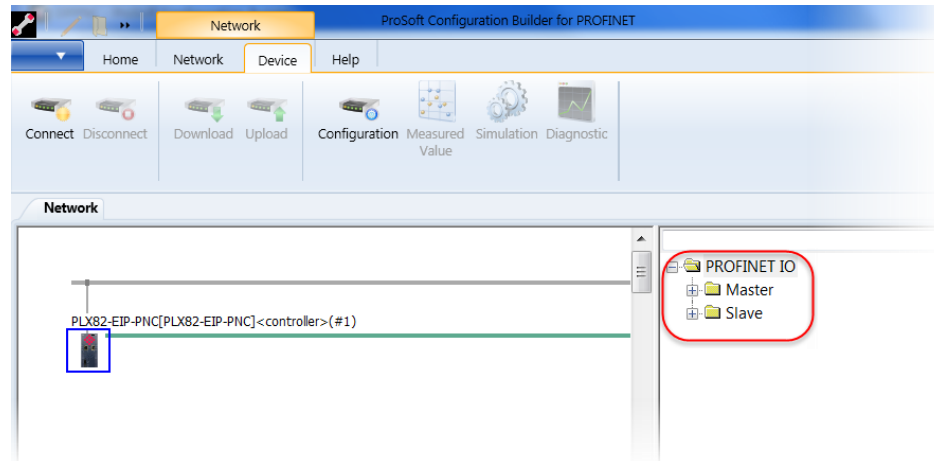 Network
ProSoft Configuration Builder for PROFINET
Home Network Device Help
Connect Disconnect Download Upload Configuration Measured Value Simulation Diagnostic
Network
PROFINET IO
Master
Slave
PLX82-EIP-PNC[PLX82-EIP-PNC]<controller>(#1)